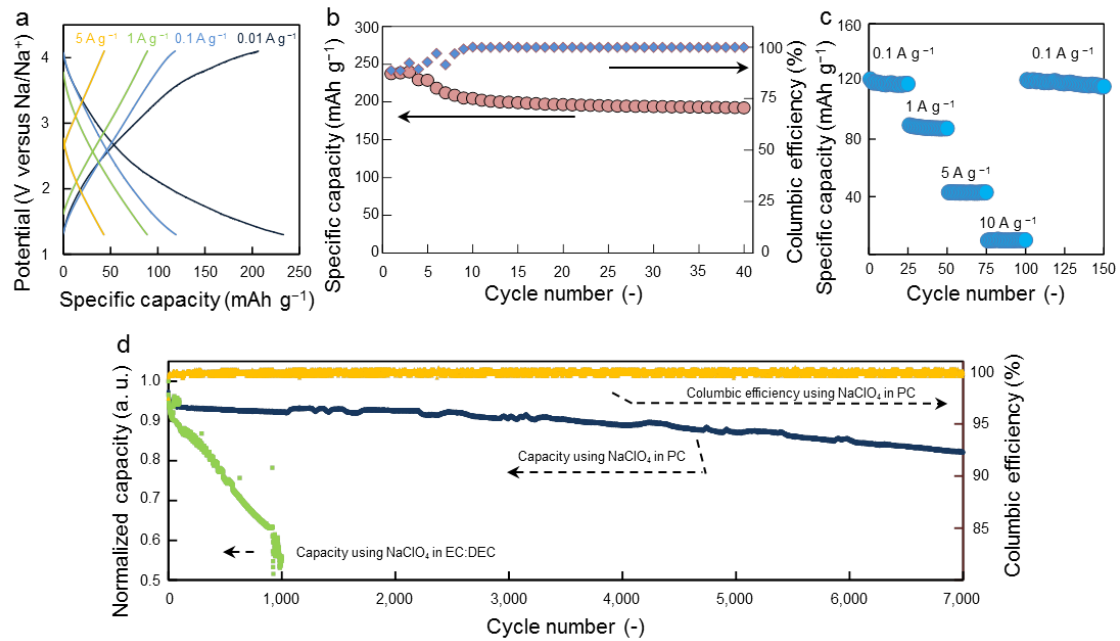 a
5 A g⁻¹ 1 A g⁻¹ 0.1 A g⁻¹ 0.01 A g⁻¹
Potential (V versus Na/Na⁺)
4
3
2
1
0 50 100 150 200 250
Specific capacity (mAh g⁻¹)
b
Specific capacity (mAh g⁻¹)
300
250
200
150
100
50
0
0 5 10 15 20 25 30 35 40
Cycle number (-)
100
75
50
25
0
Columbic efficiency (%)
c
Specific capacity (mAh g⁻¹)
160
120
80
40
0
0.1 A g⁻¹ 0.1 A g⁻¹
1 A g⁻¹
5 A g⁻¹
10 A g⁻¹
0 25 50 75 100 125 150
Cycle number (-)
d
Normalized capacity (a. u.)
1.0
0.9
0.8
0.7
0.6
0.5
Columbic efficiency using NaClO₄ in PC
Capacity using NaClO₄ in PC
Capacity using NaClO₄ in EC:DEC
0 1,000 2,000 3,000 4,000 5,000 6,000 7,000
Cycle number (-)
100
95
90
85
Columbic efficiency (%)